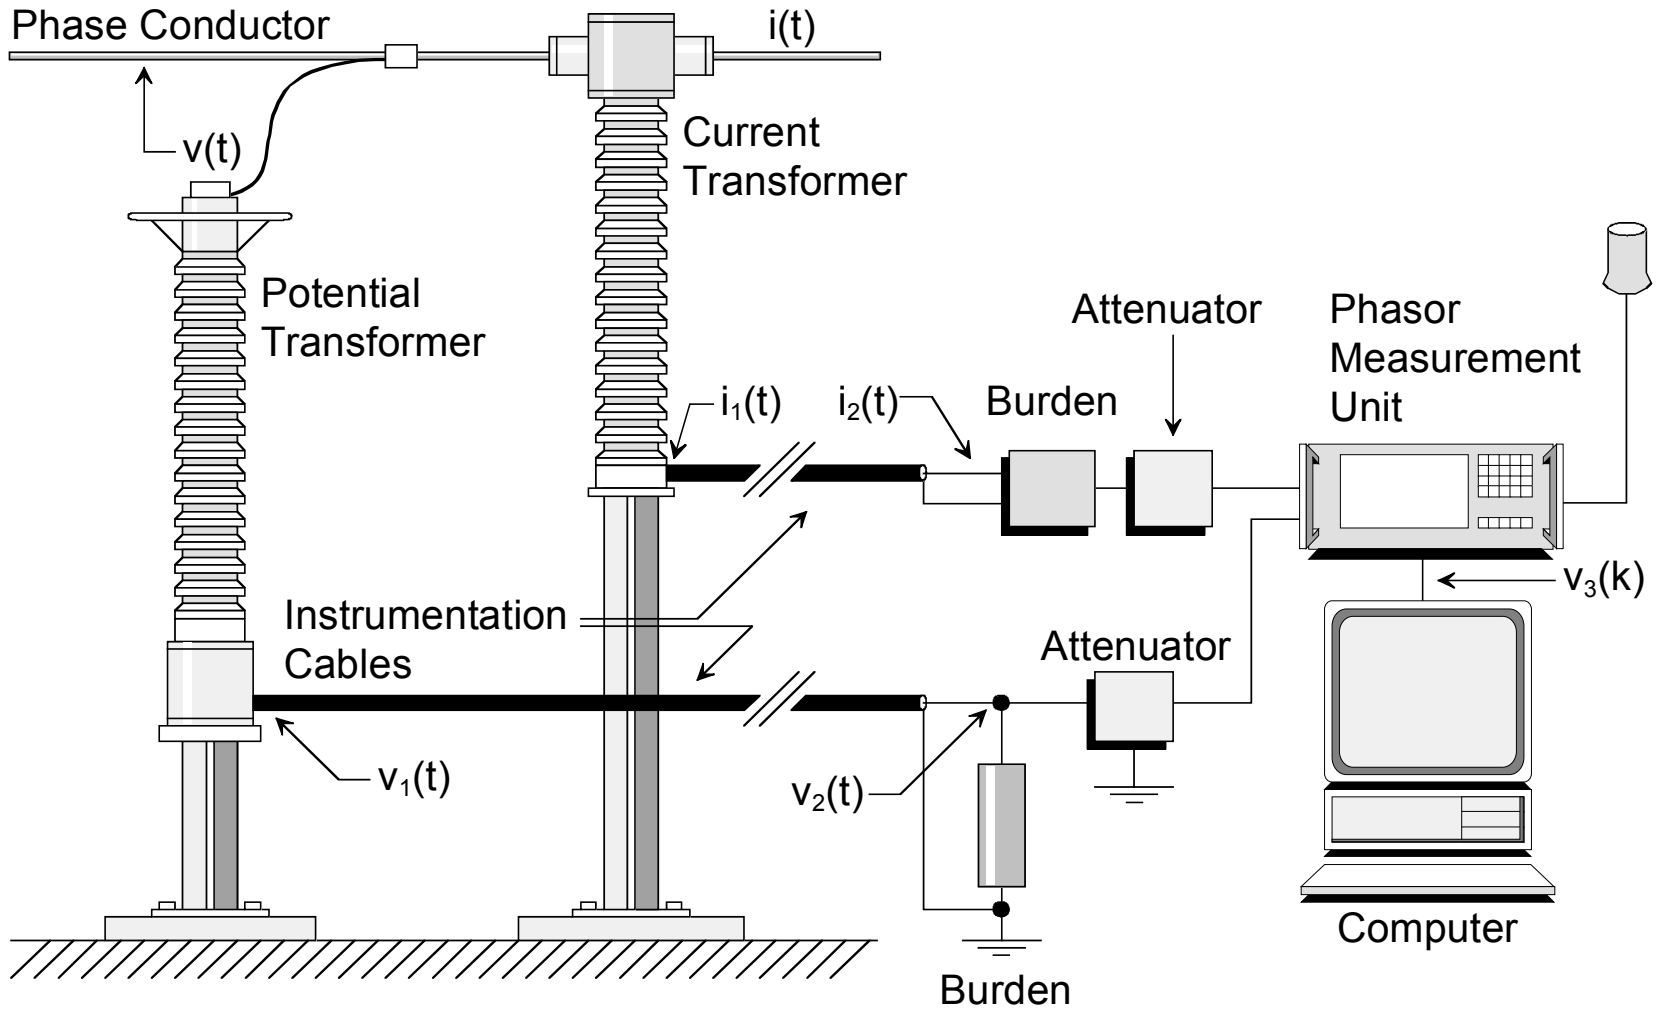 Phase Conductor
i(t)
v(t)
Current
Transformer
Potential
Transformer
Attenuator
Phasor
Measurement
Unit
i₁(t)
i₂(t)
Burden
v₃(k)
Instrumentation
Cables
Attenuator
v₁(t)
v₂(t)
Computer
Burden